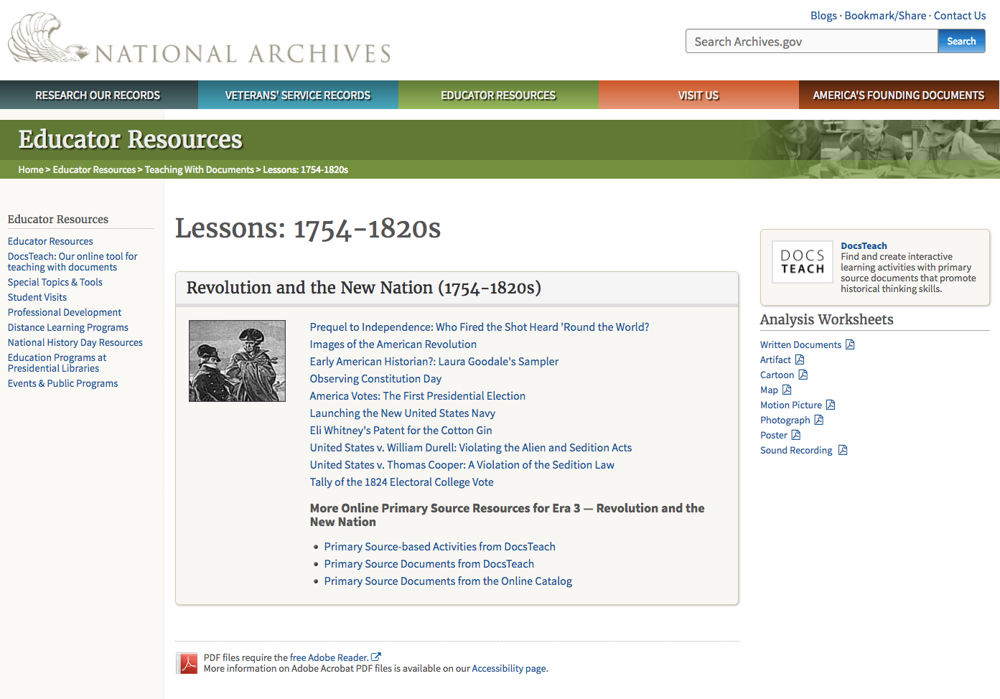 NATIONAL ARCHIVES
Blogs · Bookmark/Share · Contact Us
Search Archives.gov
Search
RESEARCH OUR RECORDS
VETERANS' SERVICE RECORDS
EDUCATOR RESOURCES
VISIT US
AMERICA'S FOUNDING DOCUMENTS
Educator Resources
Home > Educator Resources > Teaching With Documents > Lessons: 1754-1820s
Educator Resources
Educator Resources
DocsTeach: Our online tool for
teaching with documents
Special Topics & Tools
Student Visits
Professional Development
Distance Learning Programs
National History Day Resources
Education Programs at
Presidential Libraries
Events & Public Programs
Lessons: 1754-1820s
Revolution and the New Nation (1754-1820s)
Prequel to Independence: Who Fired the Shot Heard 'Round the World?
Images of the American Revolution
Early American Historian?: Laura Goodale's Sampler
Observing Constitution Day
America Votes: The First Presidential Election
Launching the New United States Navy
Eli Whitney's Patent for the Cotton Gin
United States v. William Durell: Violating the Alien and Sedition Acts
United States v. Thomas Cooper: A Violation of the Sedition Law
Tally of the 1824 Electoral College Vote
More Online Primary Source Resources for Era 3 — Revolution and the
New Nation
• Primary Source-based Activities from DocsTeach
• Primary Source Documents from DocsTeach
• Primary Source Documents from the Online Catalog
PDF files require the free Adobe Reader.
More information on Adobe Acrobat PDF files is available on our Accessibility page.
DOCS
TEACH
DocsTeach
Find and create interactive
learning activities with primary
source documents that promote
historical thinking skills.
Analysis Worksheets
Written Documents
Artifact
Cartoon
Map
Motion Picture
Photograph
Poster
Sound Recording